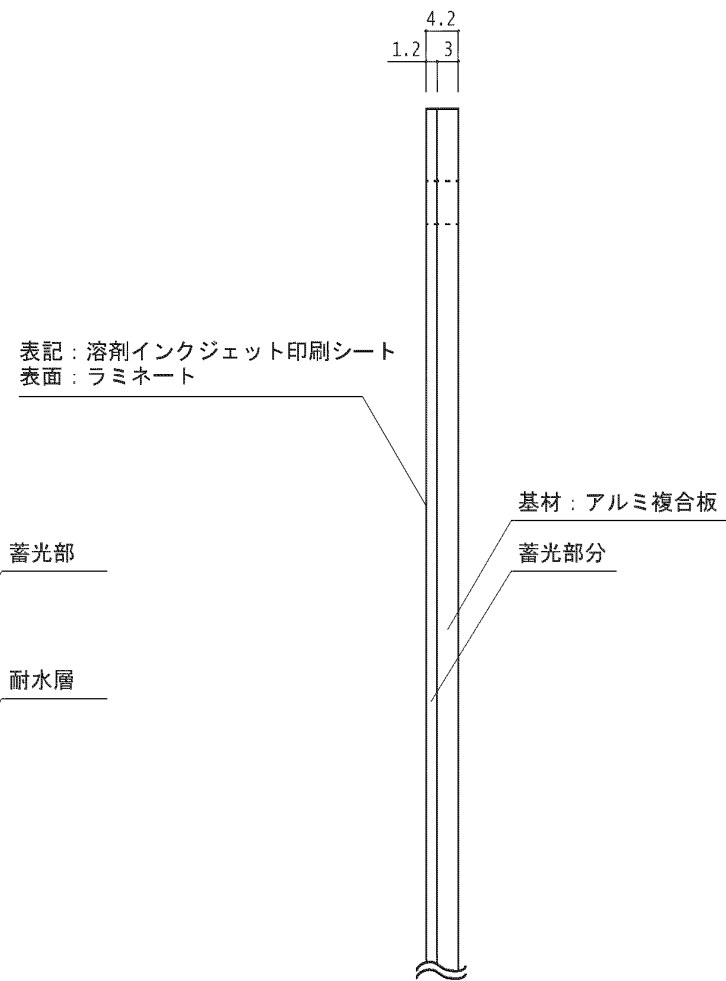 4.2
1.2 3
表記：溶剤インクジェット印刷シート
表面：ラミネート
基材：アルミ複合板
蓄光部
蓄光部分
耐水層